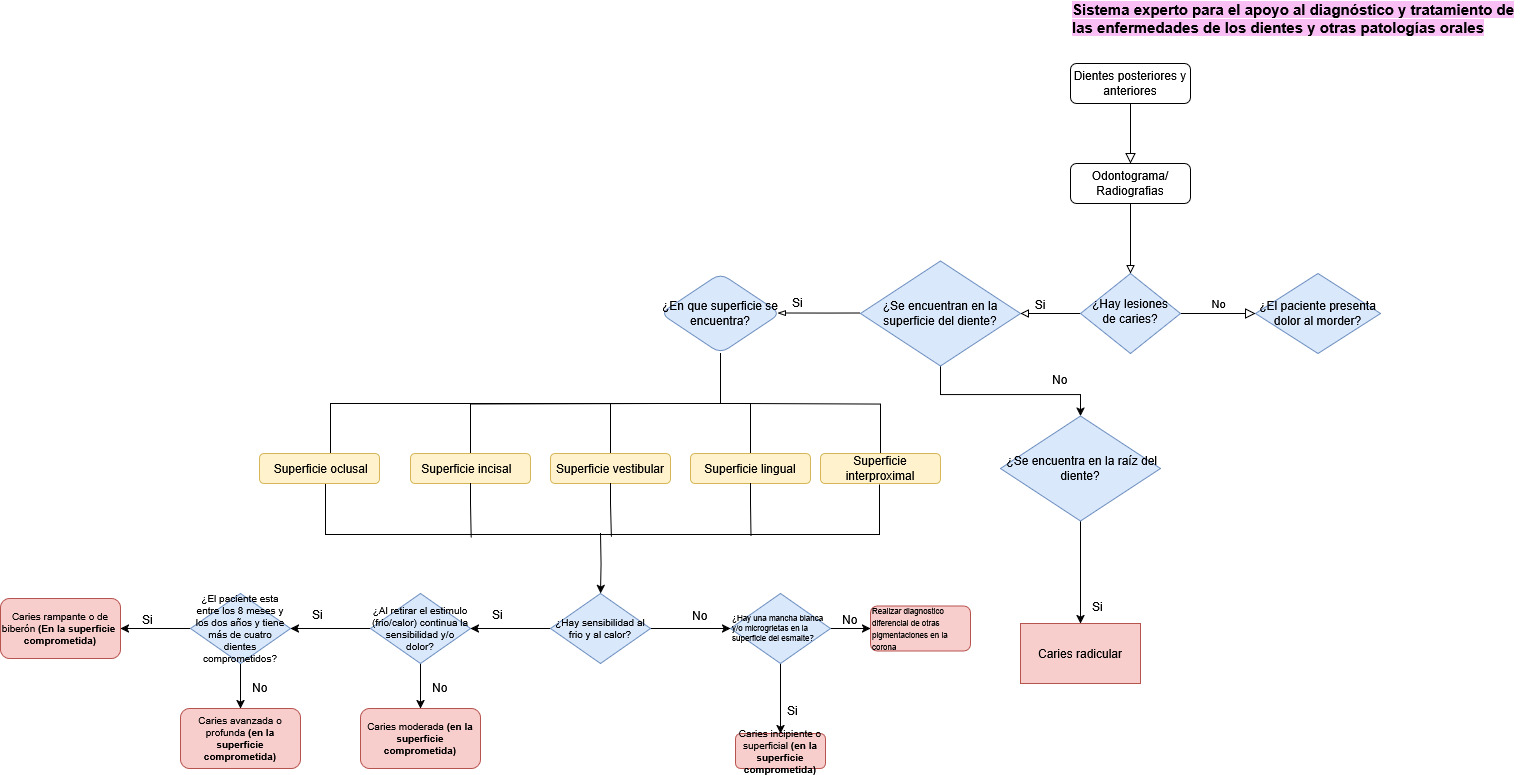 Sistema experto para el apoyo al diagnóstico y tratamiento de
las enfermedades de los dientes y otras patologías orales
Dientes posteriores y
anteriores
Odontograma/
Radiografias
¿En que superficie se
encuentra?
Si
¿Se encuentran en la
superficie del diente?
Si
¿Hay lesiones
de caries?
No
¿El paciente presenta
dolor al morder?
No
Superficie oclusal
Superficie incisal
Superficie vestibular
Superficie lingual
Superficie
interproximal
¿Se encuentra en la raíz del
diente?
Si
Caries radicular
Caries rampante o de
biberón (En la superficie
comprometida)
Si
¿El paciente esta
entre los 8 meses y
los dos años y tiene
más de cuatro
dientes
comprometidos?
Si
¿Al retirar el estimulo
(frío/calor) continua la
sensibilidad y/o
dolor?
Si
¿Hay sensibilidad al
frio y al calor?
No
¿Hay una mancha blanca
y/o microgrietas en la
superficie del esmalte?
No
Realizar diagnostico
diferencial de otras
pigmentaciones en la
corona
No
Caries avanzada o
profunda (en la
superficie
comprometida)
No
Caries moderada (en la
superficie
comprometida)
Si
Caries incipiente o
superficial (en la
superficie
comprometida)